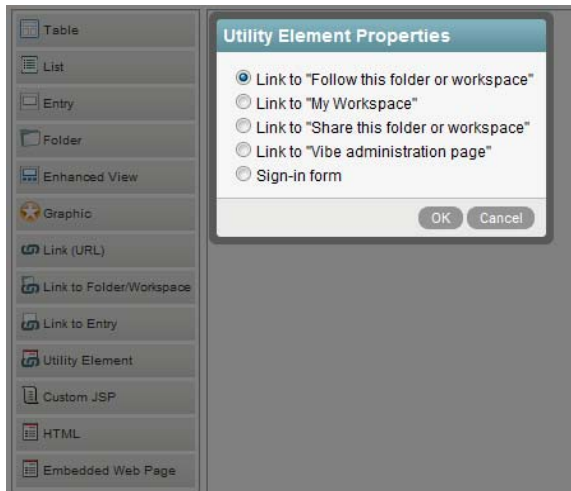 Table
List
Entry
Folder
Enhanced View
Graphic
Link (URL)
Link to Folder/Workspace
Link to Entry
Utility Element
Custom JSP
HTML
Embedded Web Page
Utility Element Properties
Link to "Follow this folder or workspace"
Link to "My Workspace"
Link to "Share this folder or workspace"
Link to "Vibe administration page"
Sign-in form
OK Cancel